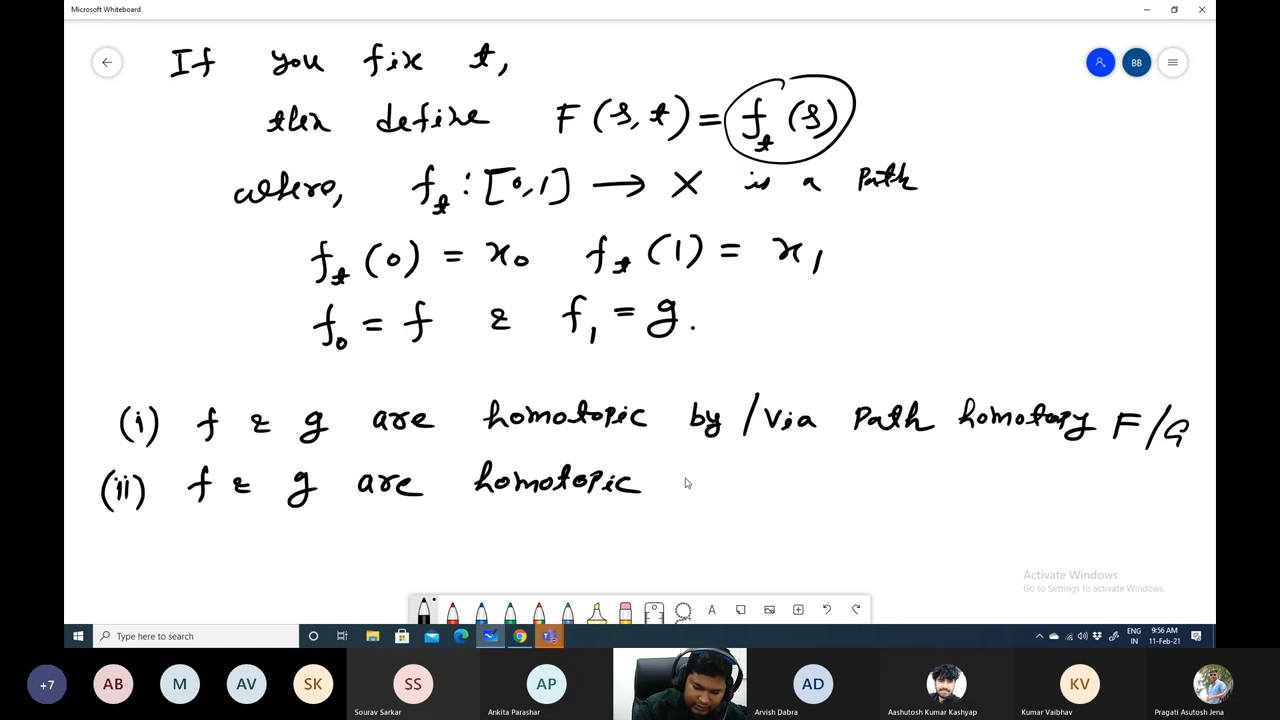 Microsoft Whiteboard
If you fix t,
BB
then define F(s,t) = f_t(s)
where, f_t : [0,1] → X is a Path
f_t(0) = x_0 f_t(1) = x_1
f_0 = f & f_1 = g.
(i) f & g are homotopic by /Via Path homotopy F/G
(ii) f & g are homotopic
Activate Windows
Go to Settings to activate Windows.
A
Type here to search
ENG
IN
9:56 AM
11-Feb-21
+7 AB M AV SK SS AP AD KV
Sourav Sarkar Ankita Parashar Arvish Dabra Aashutosh Kumar Kashyap Kumar Vaibhav Pragati Asutosh Jena